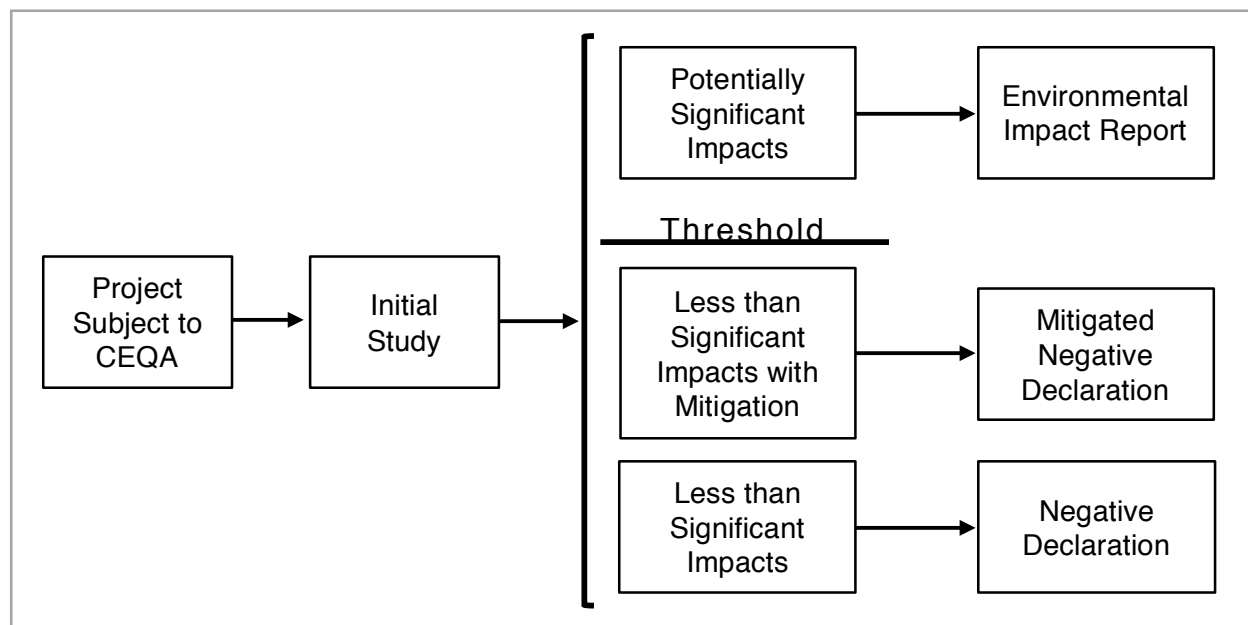 Project
Subject to
CEQA
Initial
Study
Potentially
Significant
Impacts
Environmental
Impact Report
Threshold
Less than
Significant
Impacts with
Mitigation
Mitigated
Negative
Declaration
Less than
Significant
Impacts
Negative
Declaration